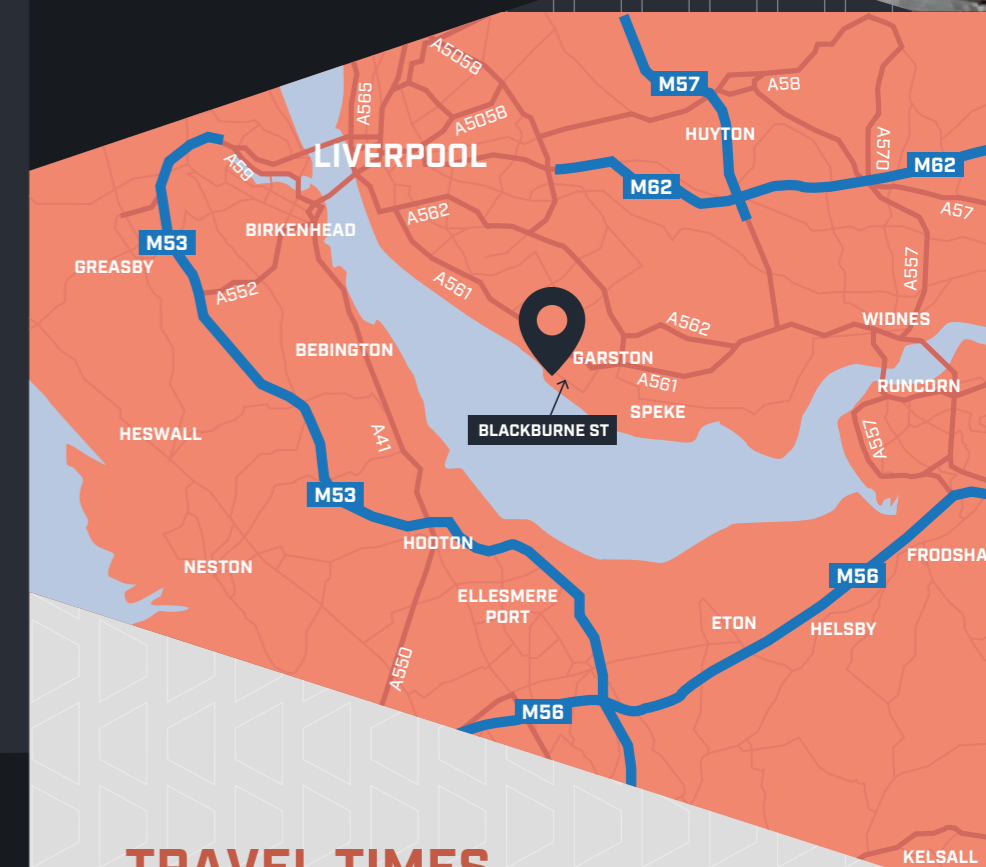 A5058
M57
A58
A565
A5058
HUYTON
A570
LIVERPOOL
M62
A59
M62
A562
A57
BIRKENHEAD
M53
GREASBY
A557
A561
A552
A562
WIDNES
BEBINGTON
GARSTON
A561
RUNCORN
SPEKE
BLACKBURNE ST
HESWALL
A41
A557
M53
HOOTON
FRODSHA
NESTON
M56
ELLESMERE
PORT
ETON
HELSBY
A550
M56
TRAVEL TIMES
KELSALL